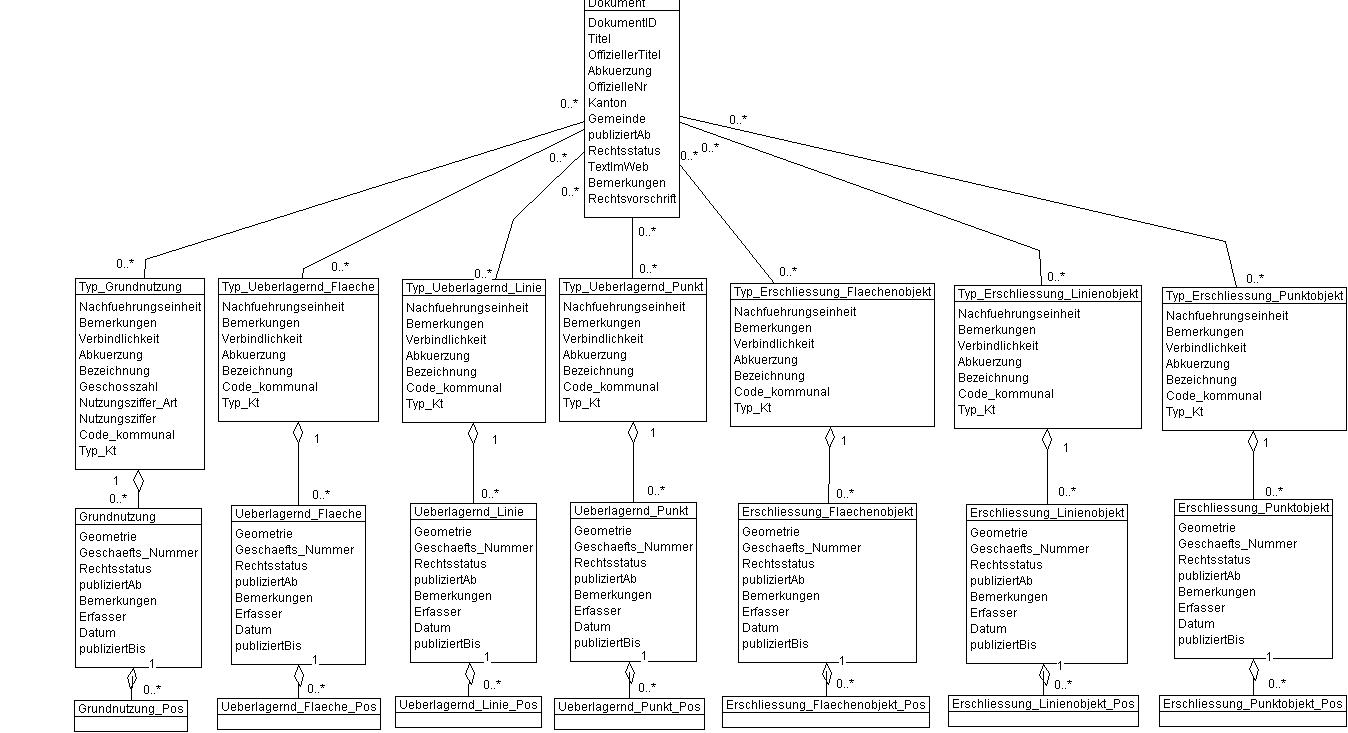 Dokument
DokumentID
Titel
OffiziellerTitel
Abkuerzung
OffizielleNr
Kanton
Gemeinde
publiziertAb
Rechtsstatus
TextImWeb
Bemerkungen
Rechtsvorschrift
0..*
0..*
0..*
0..*
0..*
0..*
0..*
0..*
0..*
0..*
0..*
0..*
0..*
0..*
Typ_Grundnutzung
Nachfuehrungseinheit
Bemerkungen
Verbindlichkeit
Abkuerzung
Bezeichnung
Geschosszahl
Nutzungsziffer_Art
Nutzungsziffer
Code_kommunal
Typ_Kt
Typ_Ueberlagernd_Flaeche
Nachfuehrungseinheit
Bemerkungen
Verbindlichkeit
Abkuerzung
Bezeichnung
Code_kommunal
Typ_Kt
Typ_Ueberlagernd_Linie
Nachfuehrungseinheit
Bemerkungen
Verbindlichkeit
Abkuerzung
Bezeichnung
Code_kommunal
Typ_Kt
Typ_Ueberlagernd_Punkt
Nachfuehrungseinheit
Bemerkungen
Verbindlichkeit
Abkuerzung
Bezeichnung
Code_kommunal
Typ_Kt
Typ_Erschliessung_Flaechenobjekt
Nachfuehrungseinheit
Bemerkungen
Verbindlichkeit
Abkuerzung
Bezeichnung
Code_kommunal
Typ_Kt
Typ_Erschliessung_Linienobjekt
Nachfuehrungseinheit
Bemerkungen
Verbindlichkeit
Abkuerzung
Bezeichnung
Code_kommunal
Typ_Kt
Typ_Erschliessung_Punktobjekt
Nachfuehrungseinheit
Bemerkungen
Verbindlichkeit
Abkuerzung
Bezeichnung
Code_kommunal
Typ_Kt
1
0..*
1
0..*
1
0..*
1
0..*
1
0..*
1
0..*
1
0..*
Grundnutzung
Geometrie
Geschaefts_Nummer
Rechtsstatus
publiziertAb
Bemerkungen
Erfasser
Datum
publiziertBis
Ueberlagernd_Flaeche
Geometrie
Geschaefts_Nummer
Rechtsstatus
publiziertAb
Bemerkungen
Erfasser
Datum
publiziertBis
Ueberlagernd_Linie
Geometrie
Geschaefts_Nummer
Rechtsstatus
publiziertAb
Bemerkungen
Erfasser
Datum
publiziertBis
Ueberlagernd_Punkt
Geometrie
Geschaefts_Nummer
Rechtsstatus
publiziertAb
Bemerkungen
Erfasser
Datum
publiziertBis
Erschliessung_Flaechenobjekt
Geometrie
Geschaefts_Nummer
Rechtsstatus
publiziertAb
Bemerkungen
Erfasser
Datum
publiziertBis
Erschliessung_Linienobjekt
Geometrie
Geschaefts_Nummer
Rechtsstatus
publiziertAb
Bemerkungen
Erfasser
Datum
publiziertBis
Erschliessung_Punktobjekt
Geometrie
Geschaefts_Nummer
Rechtsstatus
publiziertAb
Bemerkungen
Erfasser
Datum
publiziertBis
1
0..*
1
0..*
1
0..*
1
0..*
1
0..*
1
0..*
1
0..*
Grundnutzung_Pos
Ueberlagernd_Flaeche_Pos
Ueberlagernd_Linie_Pos
Ueberlagernd_Punkt_Pos
Erschliessung_Flaechenobjekt_Pos
Erschliessung_Linienobjekt_Pos
Erschliessung_Punktobjekt_Pos